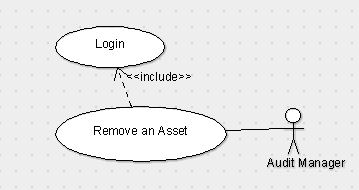 Login
<<include>>
Remove an Asset
Audit Manager